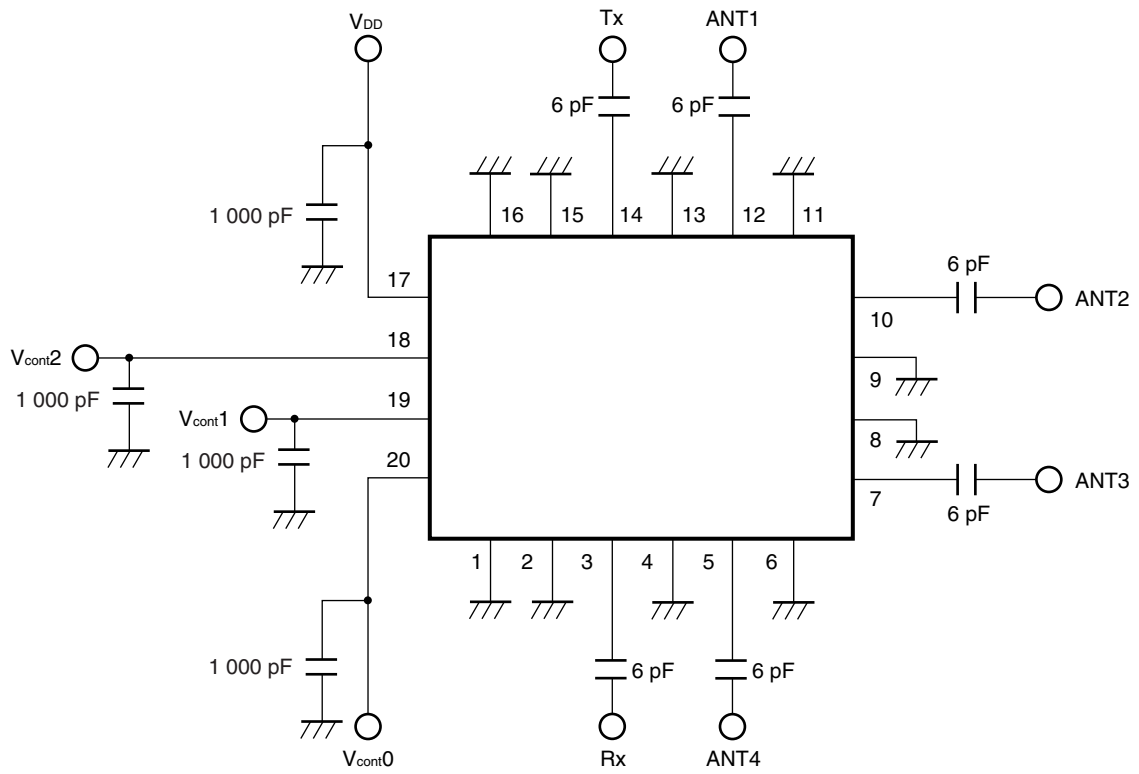 VDD
Tx
ANT1
6 pF
6 pF
1 000 pF
16
15
14
13
12
11
17
6 pF
ANT2
10
18
Vcont2
1 000 pF
9
19
Vcont1
1 000 pF
8
20
ANT3
7
6 pF
1
2
3
4
5
6
1 000 pF
6 pF
6 pF
Vcont0
Rx
ANT4